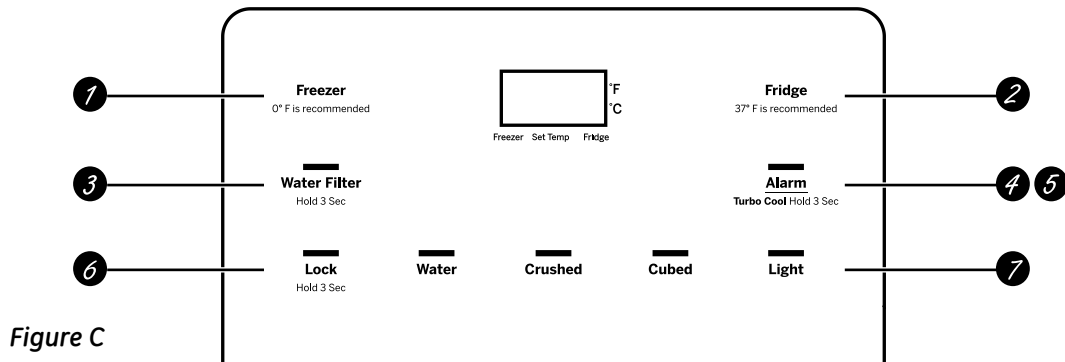 1
Freezer
0° F is recommended
°F
°C
Freezer Set Temp Fridge
Fridge
37° F is recommended
2
3
Water Filter
Hold 3 Sec
Alarm
Turbo Cool Hold 3 Sec
4 5
6
Lock
Hold 3 Sec
Water
Crushed
Cubed
Light
7
Figure C